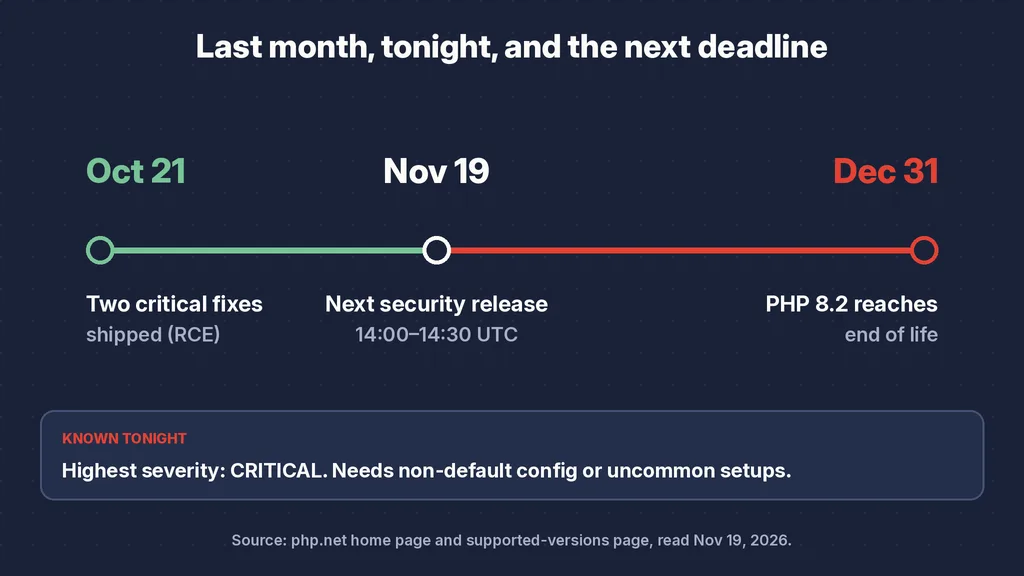 Last month, tonight, and the next deadline
Oct 21
Nov 19
Dec 31
Two critical fixes
shipped (RCE)
Next security release
14:00–14:30 UTC
PHP 8.2 reaches
end of life
KNOWN TONIGHT
Highest severity: CRITICAL. Needs non-default config or uncommon setups.
Source: php.net home page and supported-versions page, read Nov 19, 2026.